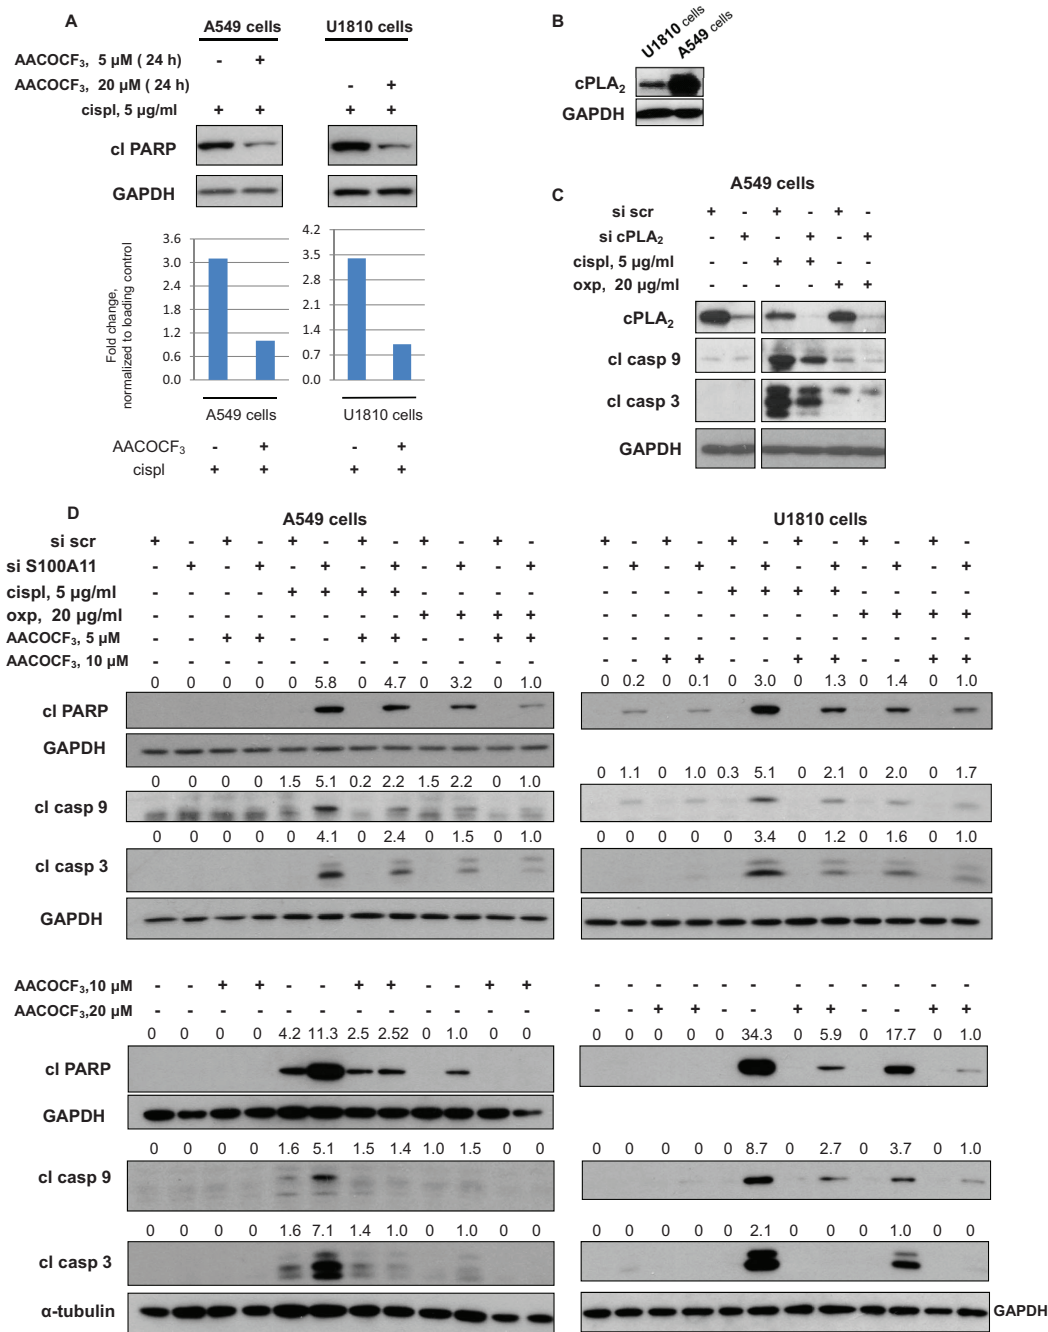 A
A549 cells U1810 cells
AACOCF₃, 5 µM ( 24 h) - +
AACOCF₃, 20 µM ( 24 h) - +
cispl, 5 µg/ml + + + +
cl PARP
GAPDH
Fold change,
normalized to loading control
3.6
3.0
2.4
1.8
1.2
0.6
0.0
4.2
3.5
2.8
2.1
1.4
0.7
0.0
A549 cells U1810 cells
AACOCF₃ - + - +
cispl + + + +
B
U1810 cells
A549 cells
cPLA₂
GAPDH
C
A549 cells
si scr + - + - + -
si cPLA₂ - + - + - +
cispl, 5 µg/ml - - + + - -
oxp, 20 µg/ml - - - - + +
cPLA₂
cl casp 9
cl casp 3
GAPDH
D
A549 cells U1810 cells
si scr + - + - + - + - + - + - + - + - + - + - + - + -
si S100A11 - + - + - + - + - + - + - + - + - + - + - + - +
cispl, 5 µg/ml - - - - + + + + - - - - - - - - + + + + - - - -
oxp, 20 µg/ml - - - - - - - - + + + + - - - - - - - - + + + +
AACOCF₃, 5 µM - - + + - - + + - - + + - - - - - - - - - - - -
AACOCF₃, 10 µM - - - - - - - - - - - - - - + + - - + + - - + +
0 0 0 0 0 5.8 0 4.7 0 3.2 0 1.0 0 0.2 0 0.1 0 3.0 0 1.3 0 1.4 0 1.0
cl PARP
GAPDH
0 0 0 0 1.5 5.1 0.2 2.2 1.5 2.2 0 1.0 0 1.1 0 1.0 0.3 5.1 0 2.1 0 2.0 0 1.7
cl casp 9
0 0 0 0 0 4.1 0 2.4 0 1.5 0 1.0 0 0 0 0 0 3.4 0 1.2 0 1.6 0 1.0
cl casp 3
GAPDH
AACOCF₃,10 µM - - + + - - + + - - + + - - - - - - - - - - - -
AACOCF₃,20 µM - - - - - - - - - - - - - - + + - - + + - - + +
0 0 0 0 4.2 11.3 2.5 2.52 0 1.0 0 0 0 0 0 0 0 34.3 0 5.9 0 17.7 0 1.0
cl PARP
GAPDH
0 0 0 0 1.6 5.1 1.5 1.4 1.0 1.5 0 0 0 0 0 0 0 8.7 0 2.7 0 3.7 0 1.0
cl casp 9
0 0 0 0 1.6 7.1 1.4 1.0 0 1.0 0 0 0 0 0 0 0 2.1 0 0 0 1.0 0 0
cl casp 3
α-tubulin GAPDH